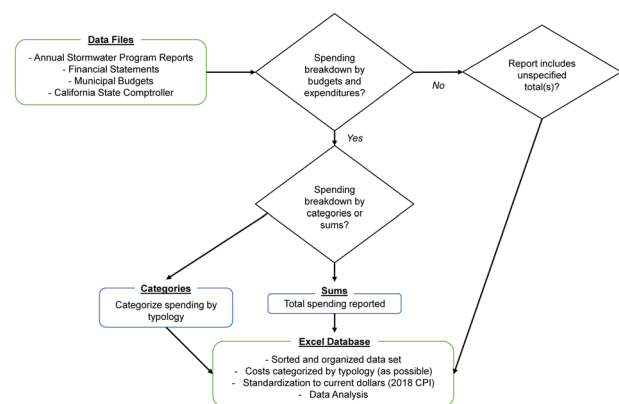 Data Files
- Annual Stormwater Program Reports
- Financial Statements
- Municipal Budgets
- California State Comptroller
Spending
breakdown by
budgets and
expenditures?
No
Report includes
unspecified
total(s)?
Yes
Spending
breakdown by
categories or
sums?
Categories
Categorize spending by
typology
Sums
Total spending reported
Excel Database
- Sorted and organized data set
- Costs categorized by typology (as possible)
- Standardization to current dollars (2018 CPI)
- Data Analysis